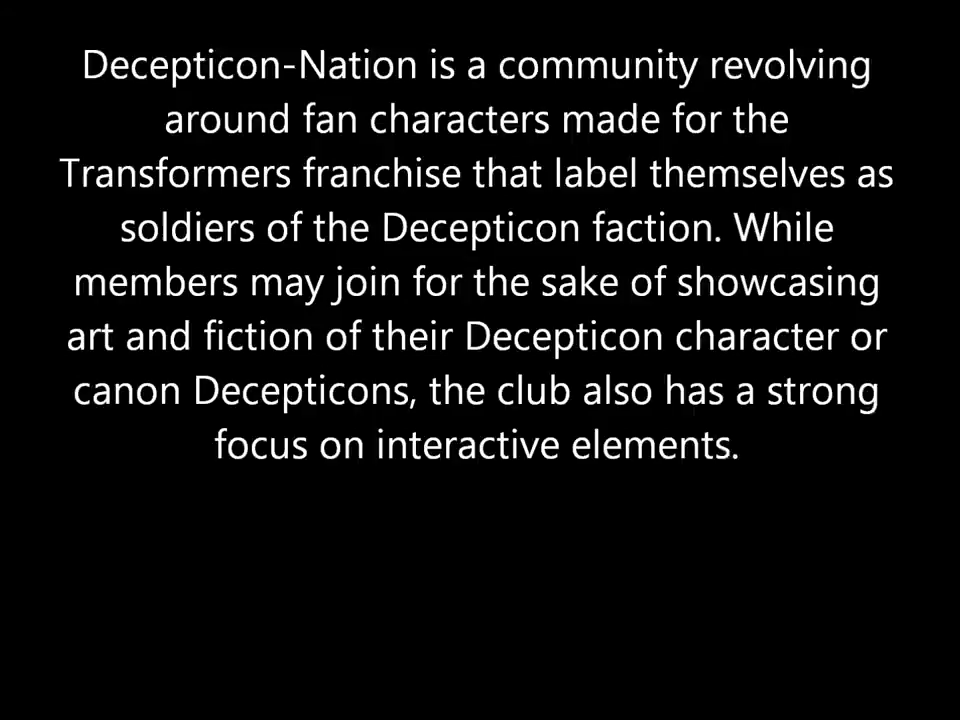 Decepticon-Nation is a community revolving
around fan characters made for the
Transformers franchise that label themselves as
soldiers of the Decepticon faction. While
members may join for the sake of showcasing
art and fiction of their Decepticon character or
canon Decepticons, the club also has a strong
focus on interactive elements.